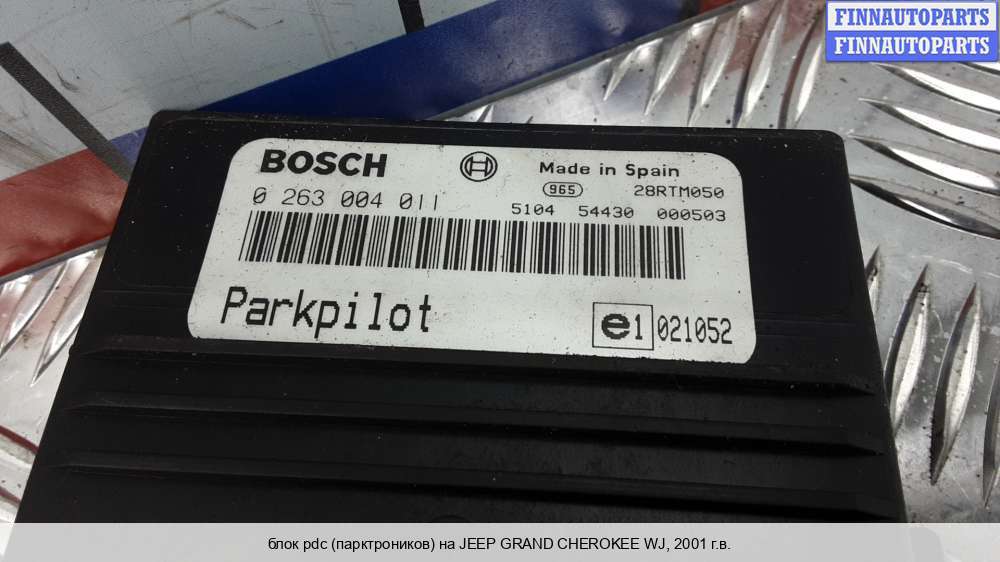 FINNAUTOPARTS
FINNAUTOPARTS
BOSCH
Made in Spain
965 28RTM050
0 263 004 011
5104 54430 000503
Parkpilot
e1 021052
блок pdc (парктроников) на JEEP GRAND CHEROKEE WJ, 2001 г.в.